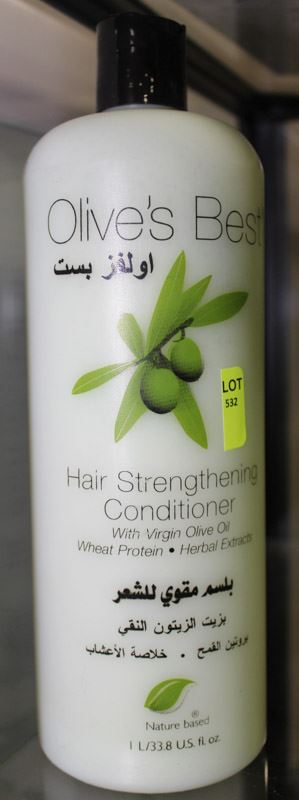 Olive's Best
اولفز بست
LOT
532
Hair Strengthening
Conditioner
With Virgin Olive Oil
Wheat Protein • Herbal Extracts
بلسم مقوي للشعر
بزيت الزيتون النقي
بروتين القمح . خلاصة الأعشاب
®
Nature based
1 L/33.8 U.S. fl. oz.